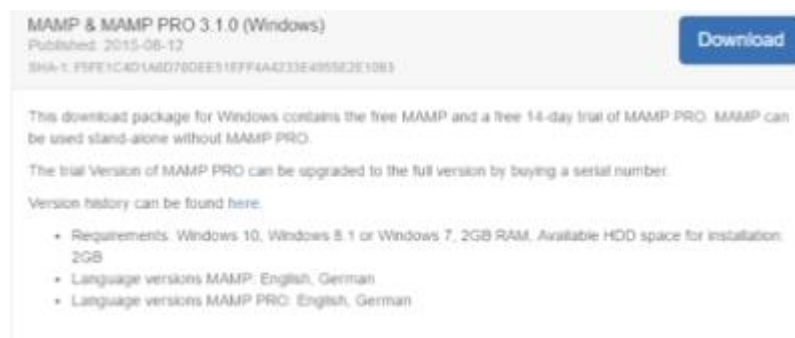 MAMP & MAMP PRO 3.1.0 (Windows)
Download
Published: 2015-08-12
SHA-1:
This download package for Windows contains the free MAMP and a free 14-day trial of MAMP PRO. MAMP can
be used stand-alone without MAMP PRO.
The trial Version of MAMP PRO can be upgraded to the full version by buying a serial number.
Version history can be found here.
• Requirements: Windows 10, Windows 8.1 or Windows 7, 2GB RAM, Available HDD space for installation:
2GB
• Language versions MAMP: English, German
• Language versions MAMP PRO: English, German